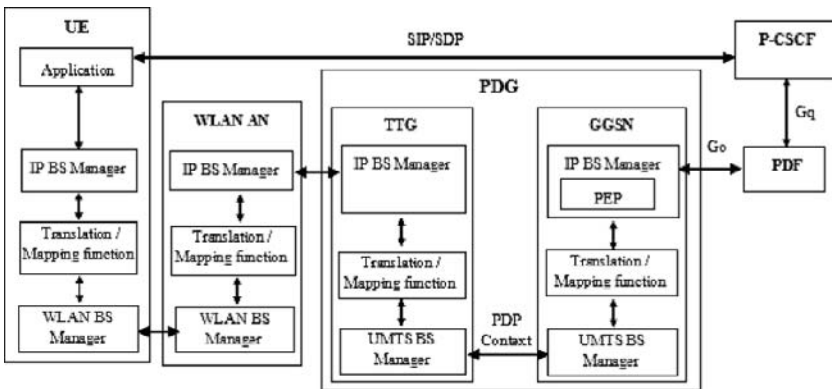 UE
Application
IP BS Manager
Translation /
Mapping function
WLAN BS
Manager
WLAN AN
IP BS Manager
Translation /
Mapping function
WLAN BS
Manager
SIP/SDP
PDG
TTG
IP BS Manager
Translation /
Mapping function
UMTS BS
Manager
PDP
Context
GGSN
IP BS Manager
PEP
Translation /
Mapping function
UMTS BS
Manager
P-CSCF
Gq
Go
PDF